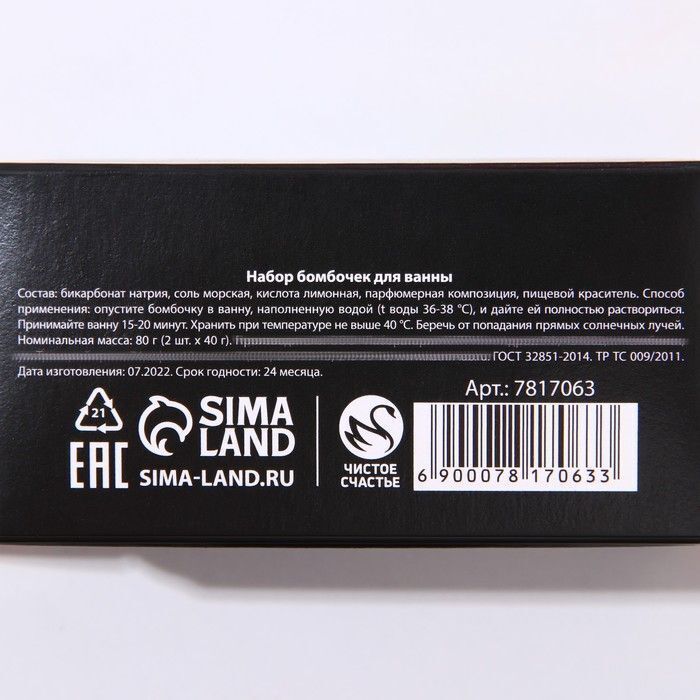 Набор бомбочек для ванны
Состав: бикарбонат натрия, соль морская, кислота лимонная, парфюмерная композиция, пищевой краситель. Способ
применения: опустите бомбочку в ванну, наполненную водой (t воды 36-38 °C), и дайте ей полностью раствориться.
Принимайте ванну 15-20 минут. Хранить при температуре не выше 40 °C. Беречь от попадания прямых солнечных лучей.
Номинальная масса: 80 г (2 шт. х 40 г).
ГОСТ 32851-2014. ТР ТС 009/2011.
Дата изготовления: 07.2022. Срок годности: 24 месяца.
Арт.: 7817063
21
EAC
SIMA
LAND
SIMA-LAND.RU
ЧИСТОЕ
СЧАСТЬЕ
6 900078 170633